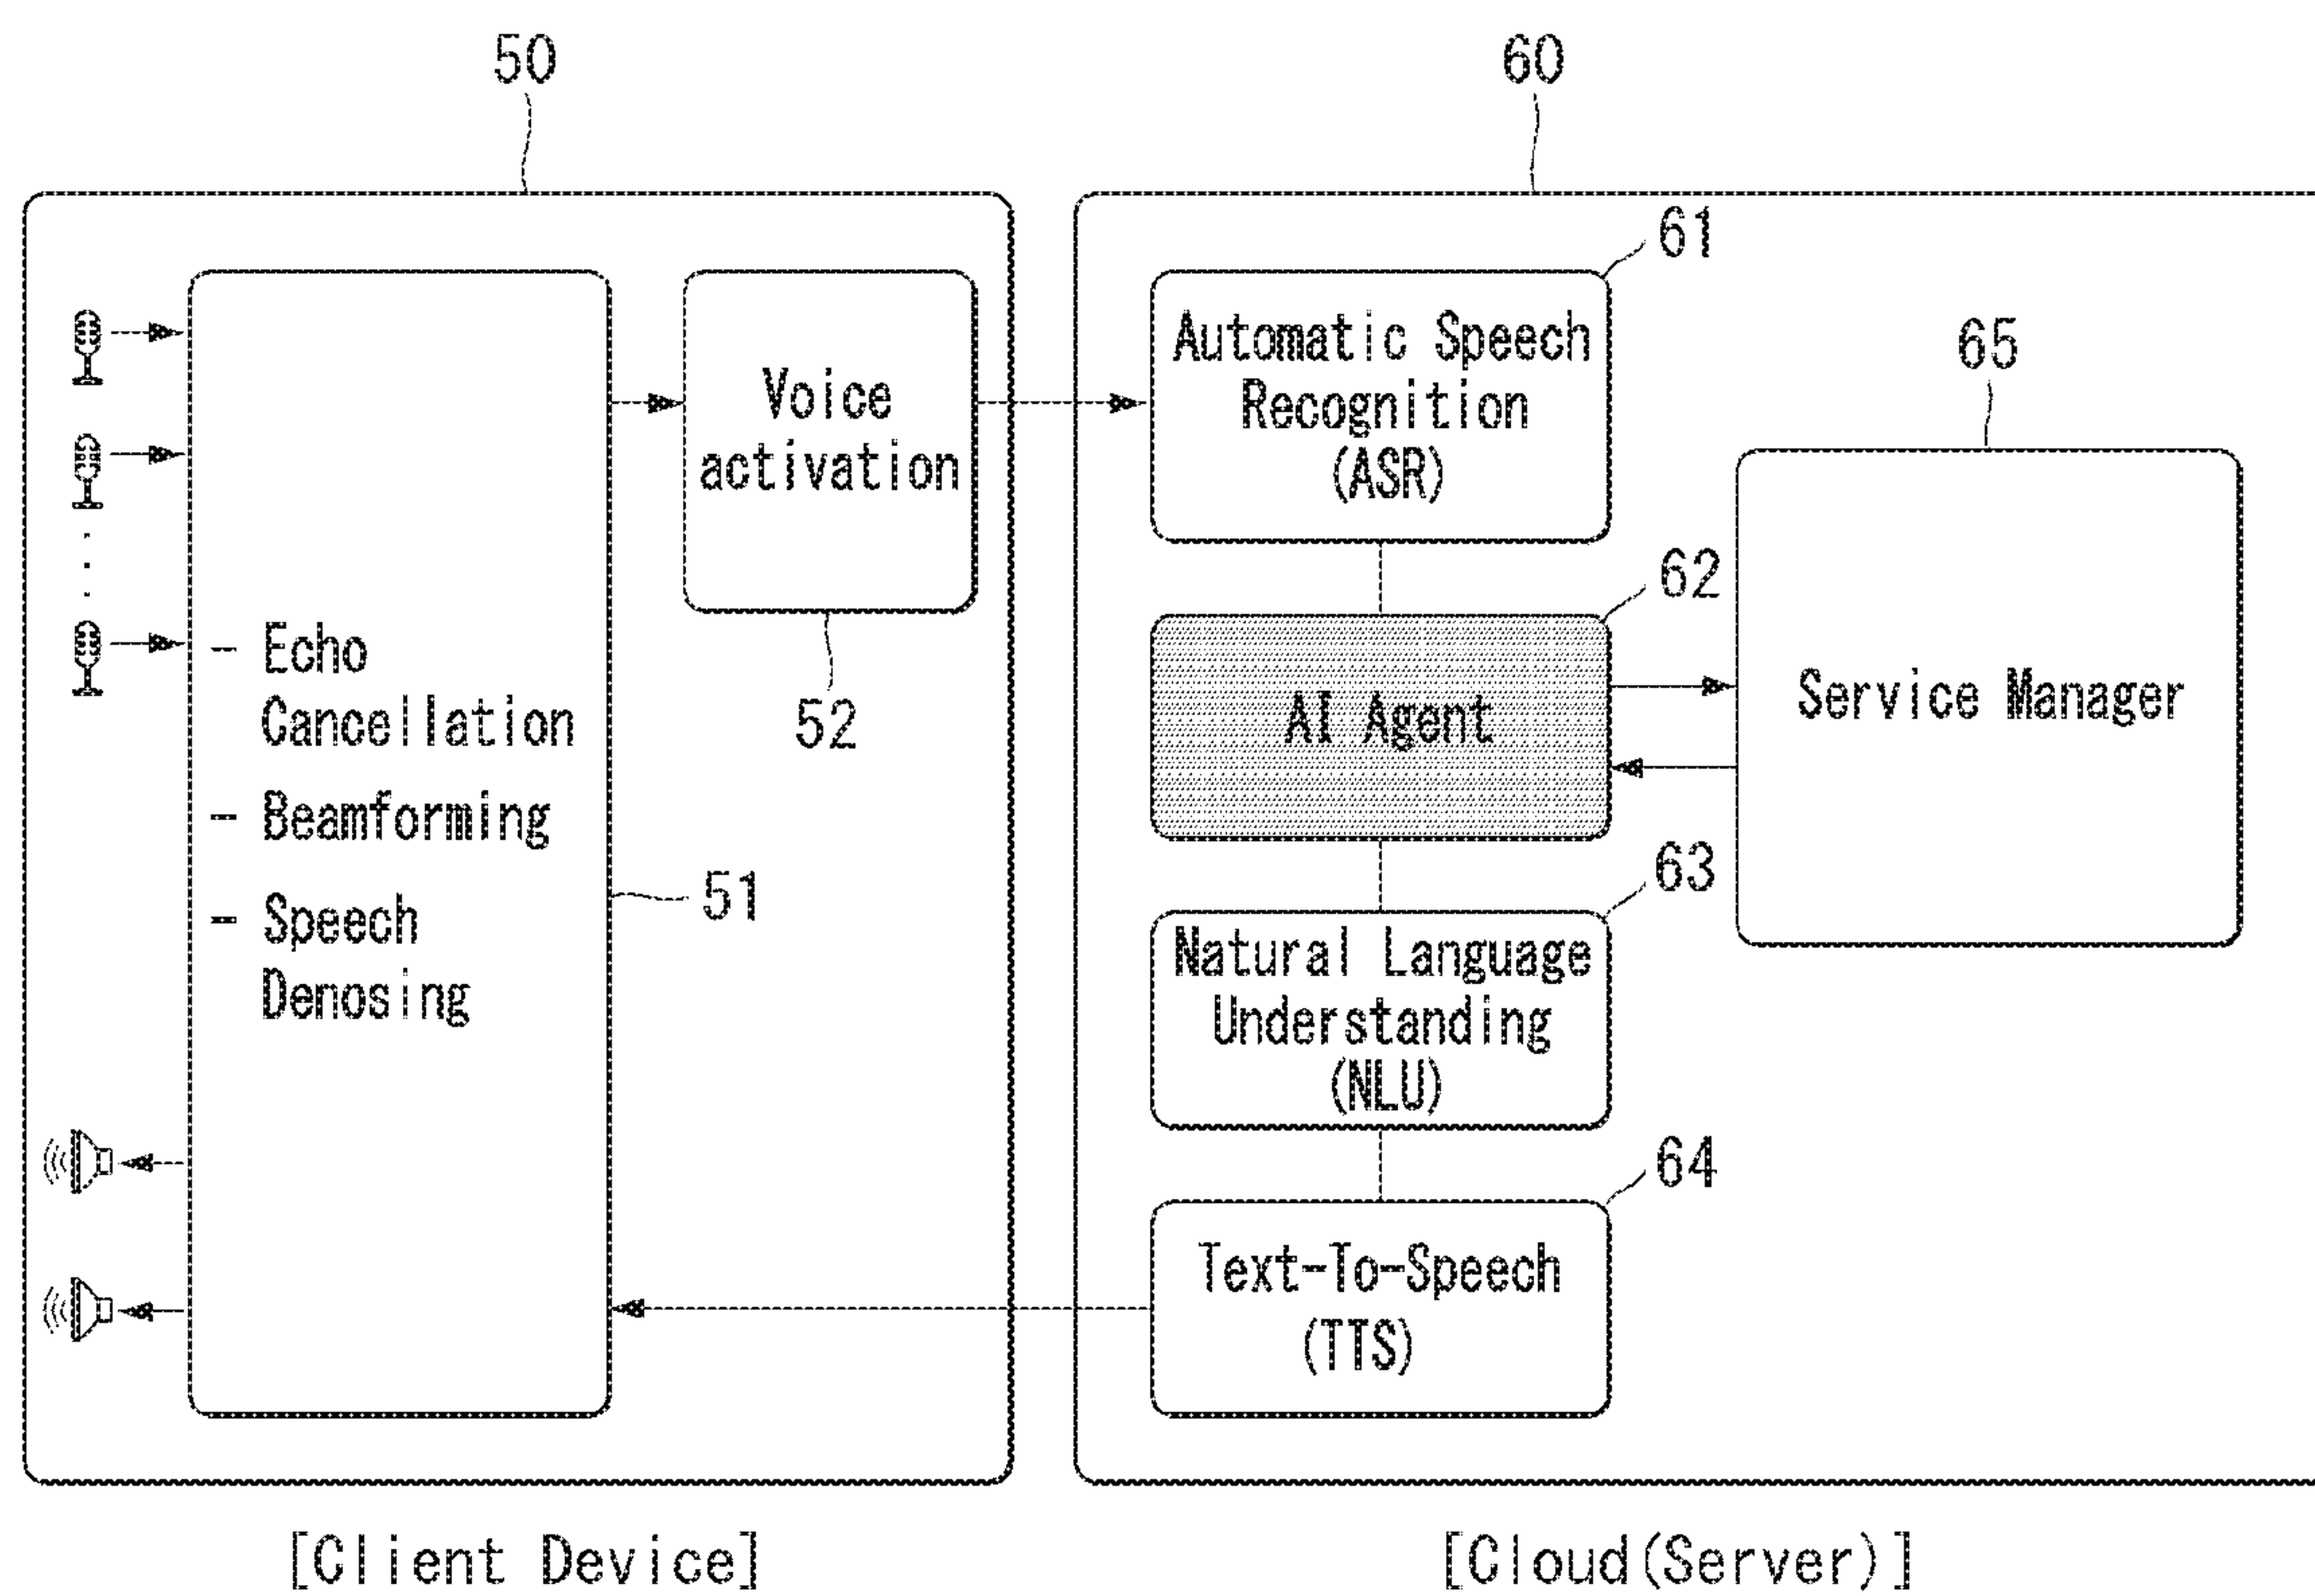 50
60
61
Automatic Speech
Recognition
(ASR)
Voice
activation
52
65
Service Manager
62
AI Agent
- Echo
Cancellation
- Beamforming
- Speech
Denosing
51
63
Natural Language
Understanding
(NLU)
64
Text-To-Speech
(TTS)
[Client Device]
[Cloud(Server)]